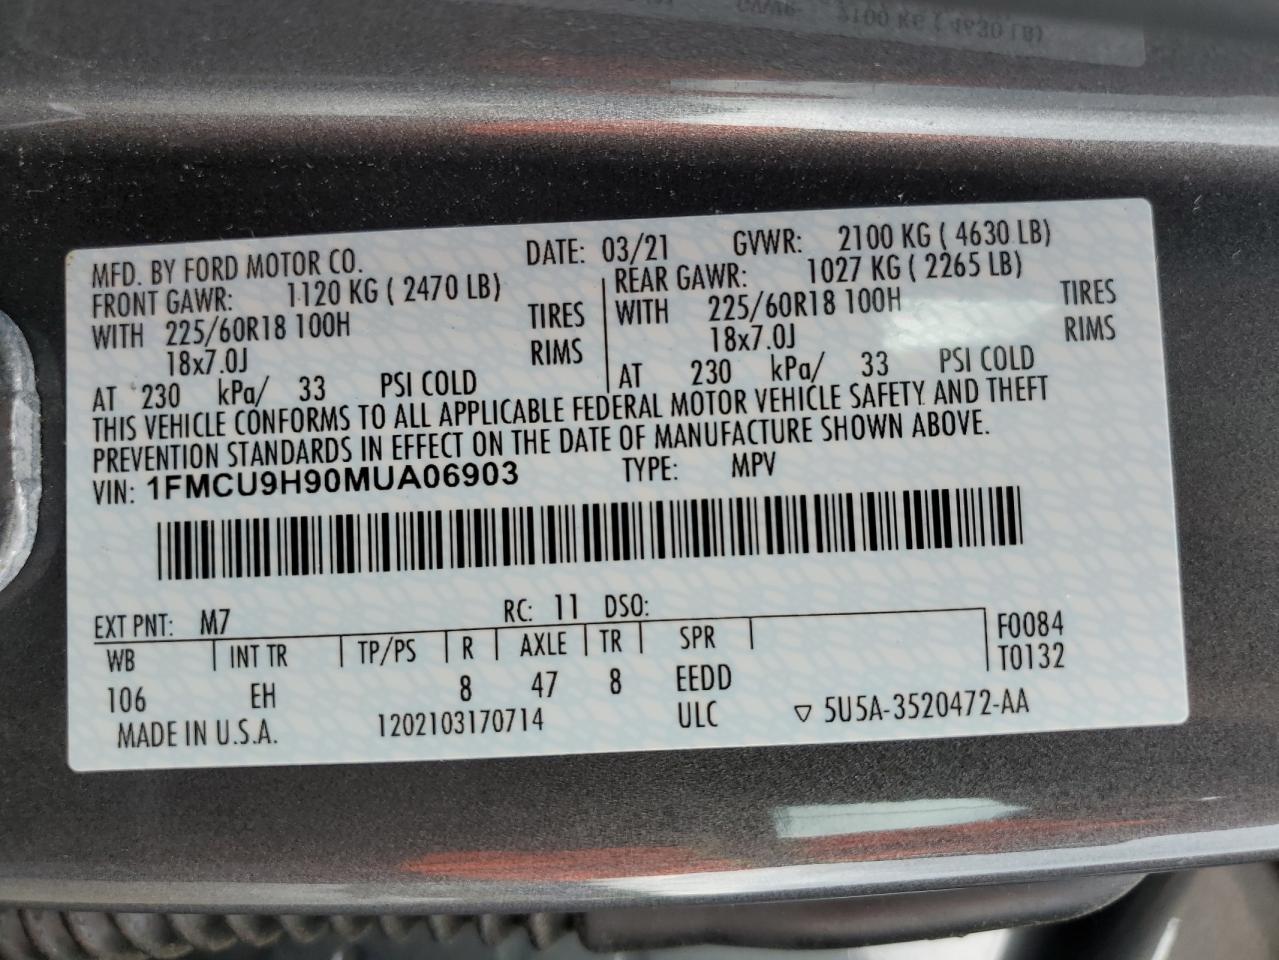 MFD. BY FORD MOTOR CO. DATE: 03/21 GVWR: 2100 KG ( 4630 LB)
FRONT GAWR: 1120 KG ( 2470 LB) REAR GAWR: 1027 KG ( 2265 LB)
WITH 225/60R18 100H TIRES WITH 225/60R18 100H TIRES
18x7.0J RIMS 18x7.0J RIMS
AT 230 kPa/ 33 PSI COLD AT 230 kPa/ 33 PSI COLD
THIS VEHICLE CONFORMS TO ALL APPLICABLE FEDERAL MOTOR VEHICLE SAFETY AND THEFT
PREVENTION STANDARDS IN EFFECT ON THE DATE OF MANUFACTURE SHOWN ABOVE.
VIN: 1FMCU9H90MUA06903 TYPE: MPV
EXT PNT: M7 RC: 11 DSO:
WB INT TR TP/PS R AXLE TR SPR F0084
106 EH 8 47 8 EEDD T0132
MADE IN U.S.A. 1202103170714 ULC ▽ 5U5A-3520472-AA